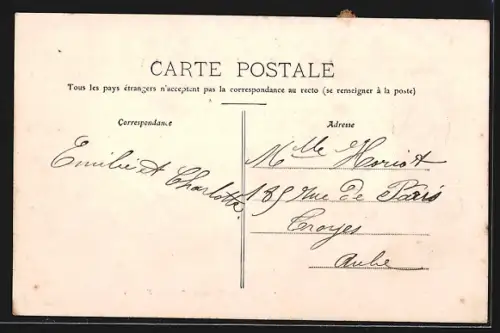 CARTE POSTALE
Tous les pays étrangers n'acceptent pas la correspondance au recto (se renseigner à la poste)
Correspondance
Emilie et Charlotte.
Adresse
Mlle Horiot
185 rue de Paris
Troyes
Aube